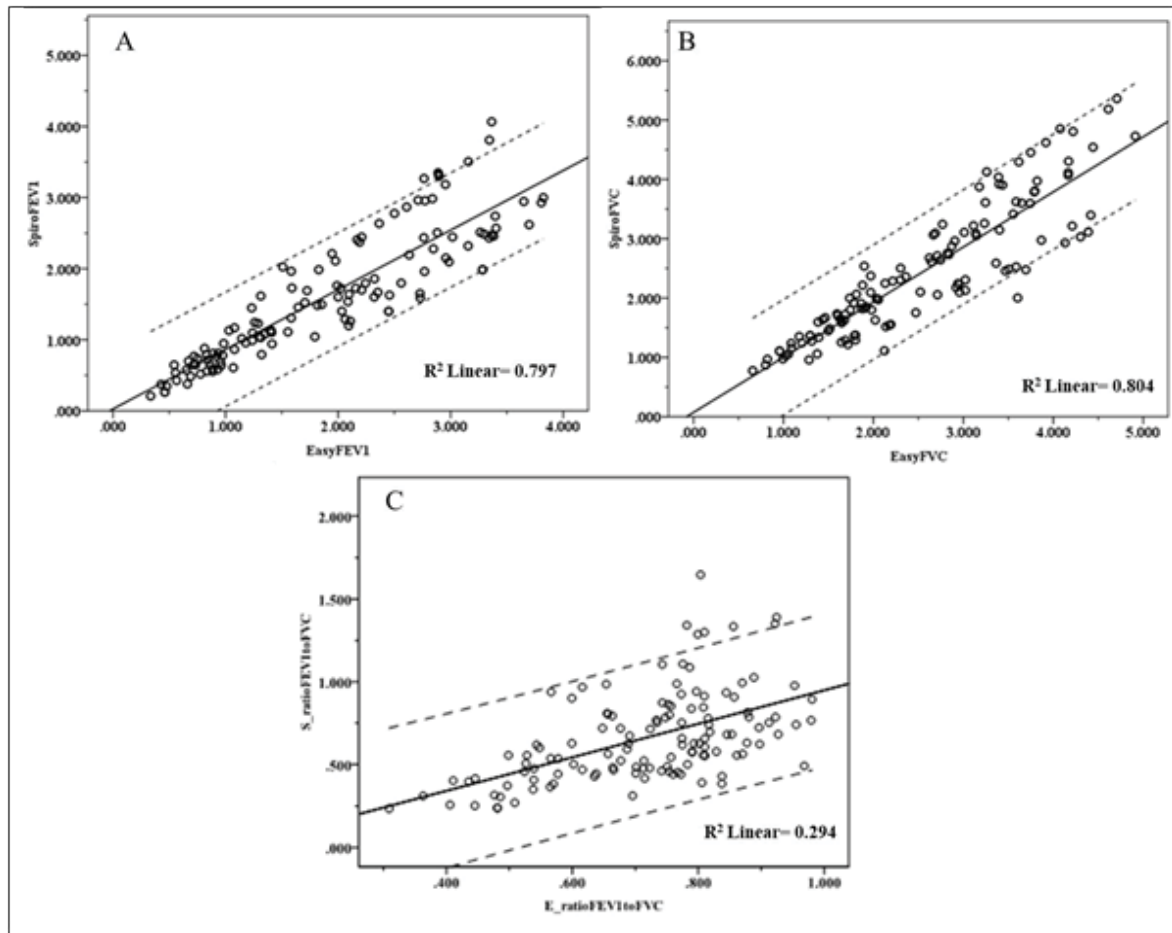 A
5.000
4.000
3.000
2.000
1.000
.000
SpiroFEV1
R² Linear= 0.797
.000 1.000 2.000 3.000 4.000
EasyFEV1
B
6.000
5.000
4.000
3.000
2.000
1.000
.000
SpiroFVC
R² Linear= 0.804
.000 1.000 2.000 3.000 4.000 5.000
EasyFVC
C
2.000
1.500
1.000
.500
.000
S_ratioFEV1toFVC
R² Linear= 0.294
.400 .600 .800 1.000
E_ratioFEV1toFVC